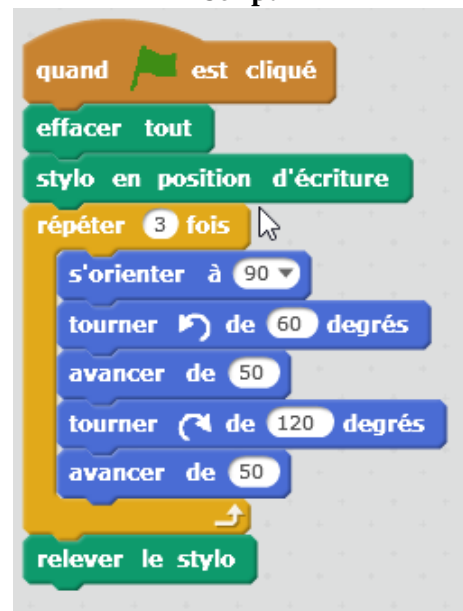 quand est cliqué
effacer tout
stylo en position d'écriture
répéter 3 fois
s'orienter à 90
tourner de 60 degrés
avancer de 50
tourner de 120 degrés
avancer de 50
relever le stylo